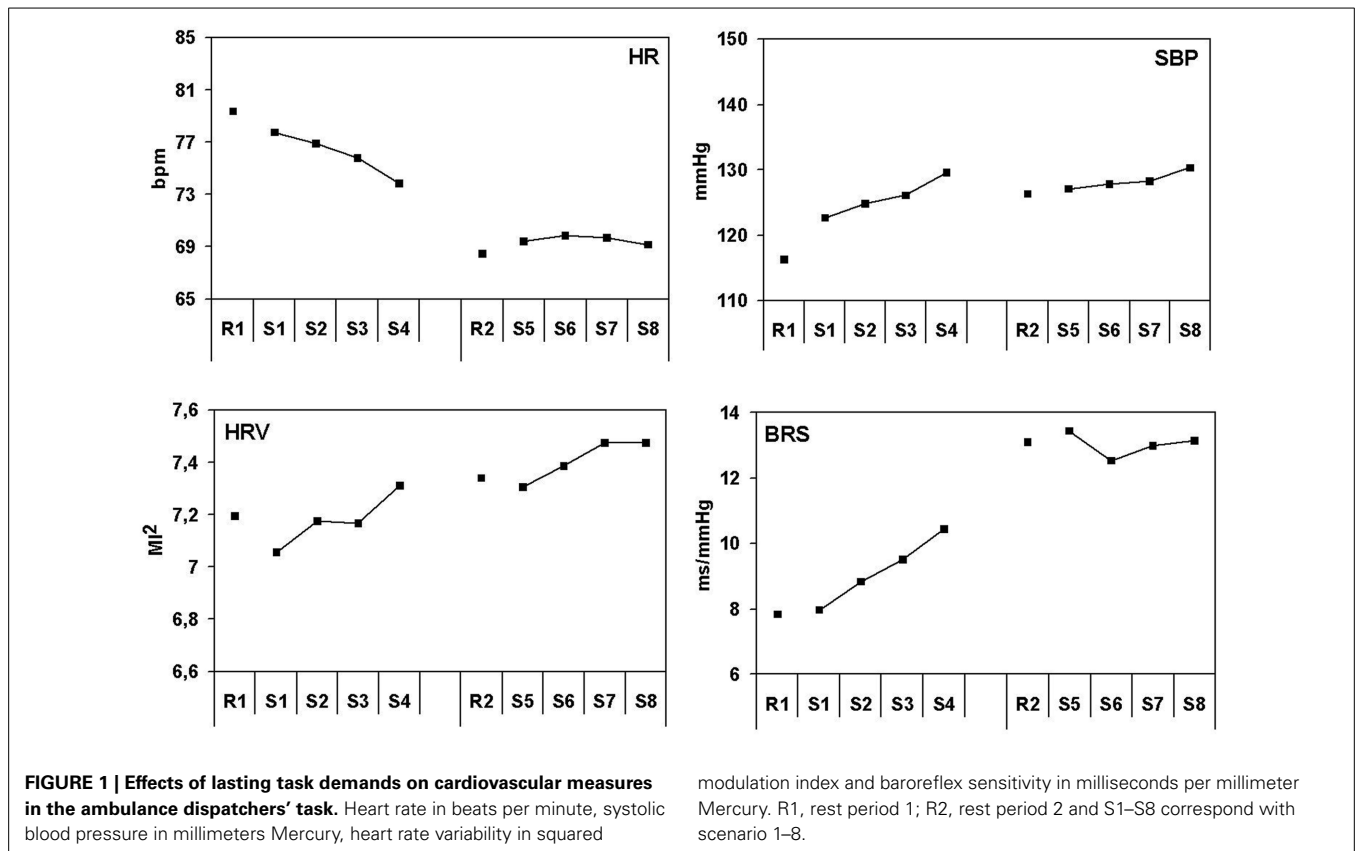 85
81
77
73
69
65
bpm
HR
R1 S1 S2 S3 S4 R2 S5 S6 S7 S8
150
140
130
120
110
mmHg
SBP
R1 S1 S2 S3 S4 R2 S5 S6 S7 S8
7,6
7,4
7,2
7
6,8
6,6
MI²
HRV
R1 S1 S2 S3 S4 R2 S5 S6 S7 S8
14
12
10
8
6
ms/mmHg
BRS
R1 S1 S2 S3 S4 R2 S5 S6 S7 S8
FIGURE 1 | Effects of lasting task demands on cardiovascular measures
in the ambulance dispatchers’ task. Heart rate in beats per minute, systolic
blood pressure in millimeters Mercury, heart rate variability in squared
modulation index and baroreflex sensitivity in milliseconds per millimeter
Mercury. R1, rest period 1; R2, rest period 2 and S1–S8 correspond with
scenario 1–8.